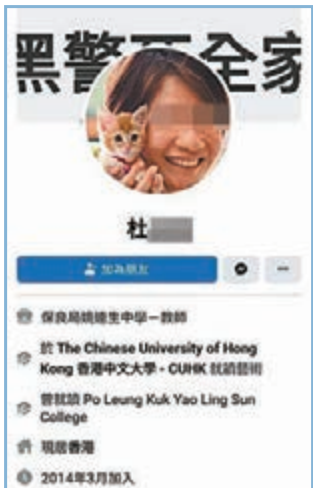 黑警死全家
杜
加為朋友
保良局姚連生中學－教師
於 The Chinese University of Hong
Kong 香港中文大學 - CUHK 就讀藝術
曾就讀 Po Leung Kuk Yao Ling Sun
College
現居香港
2014年3月加入